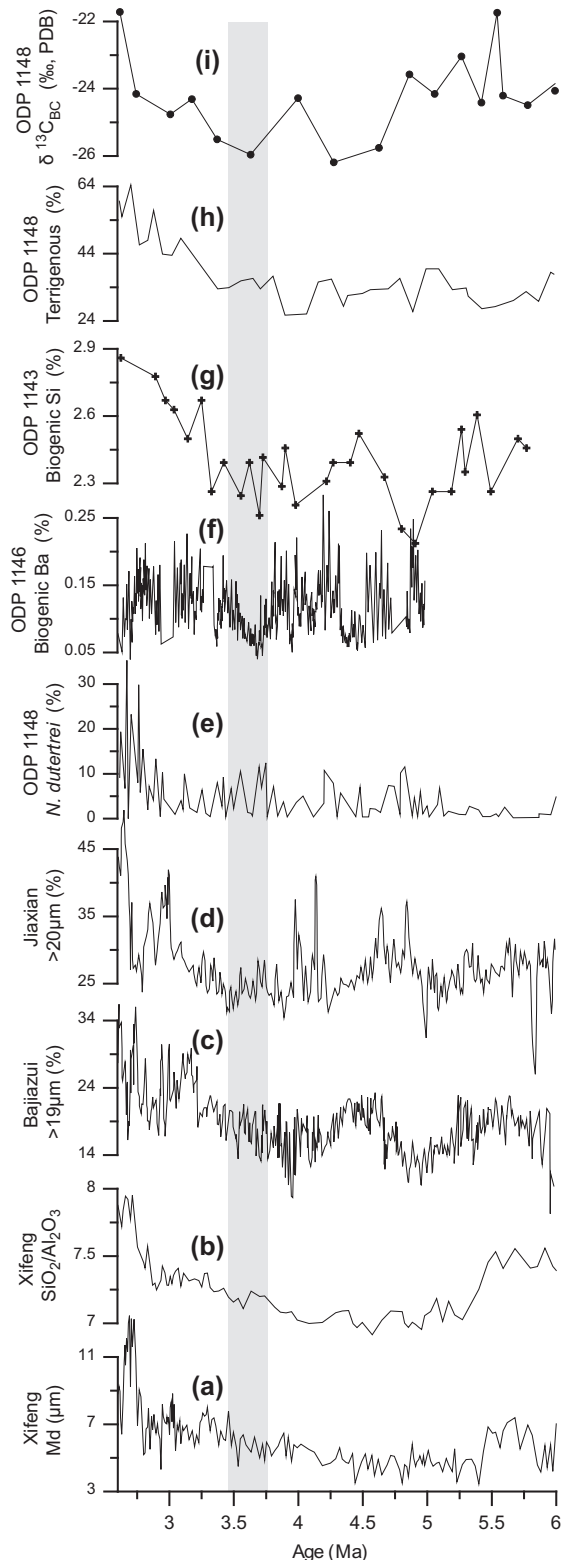 ODP 1148
δ ¹³C_BC (‰, PDB)
-22
-24
-26
(i)
ODP 1148
Terrigenous (%)
64
44
24
(h)
ODP 1143
Biogenic Si (%)
2.9
2.6
2.3
(g)
ODP 1146
Biogenic Ba (%)
0.25
0.15
0.05
(f)
ODP 1148
N. dutertrei (%)
30
20
10
0
(e)
Jiaxian
>20µm (%)
45
35
25
(d)
Bajiazui
>19µm (%)
34
24
14
(c)
Xifeng
SiO₂/Al₂O₃
8
7.5
7
(b)
Xifeng
Md (µm)
11
7
3
(a)
3 3.5 4 4.5 5 5.5 6
Age (Ma)